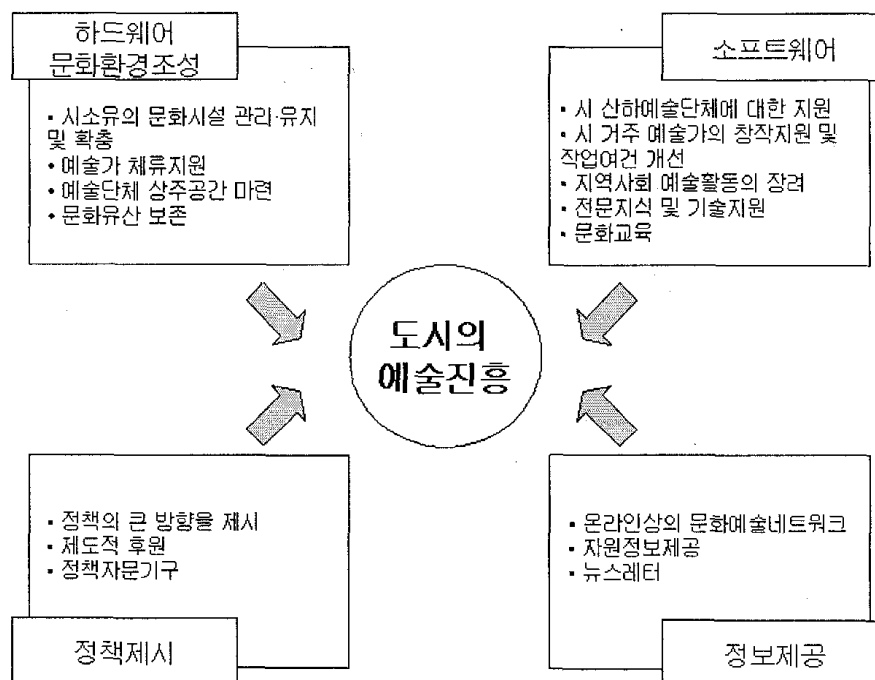 하드웨어
문화환경조성
• 시소유의 문화시설 관리·유지
및 확충
• 예술가 체류지원
• 예술단체 상주공간 마련
• 문화유산 보존
소프트웨어
• 시 산하예술단체에 대한 지원
• 시 거주 예술가의 창작지원 및
작업여건 개선
• 지역사회 예술활동의 장려
• 전문지식 및 기술지원
• 문화교육
도시의
예술진흥
• 정책의 큰 방향을 제시
• 제도적 후원
• 정책자문기구
정책제시
• 온라인상의 문화예술네트워크
• 자원정보제공
• 뉴스레터
정보제공